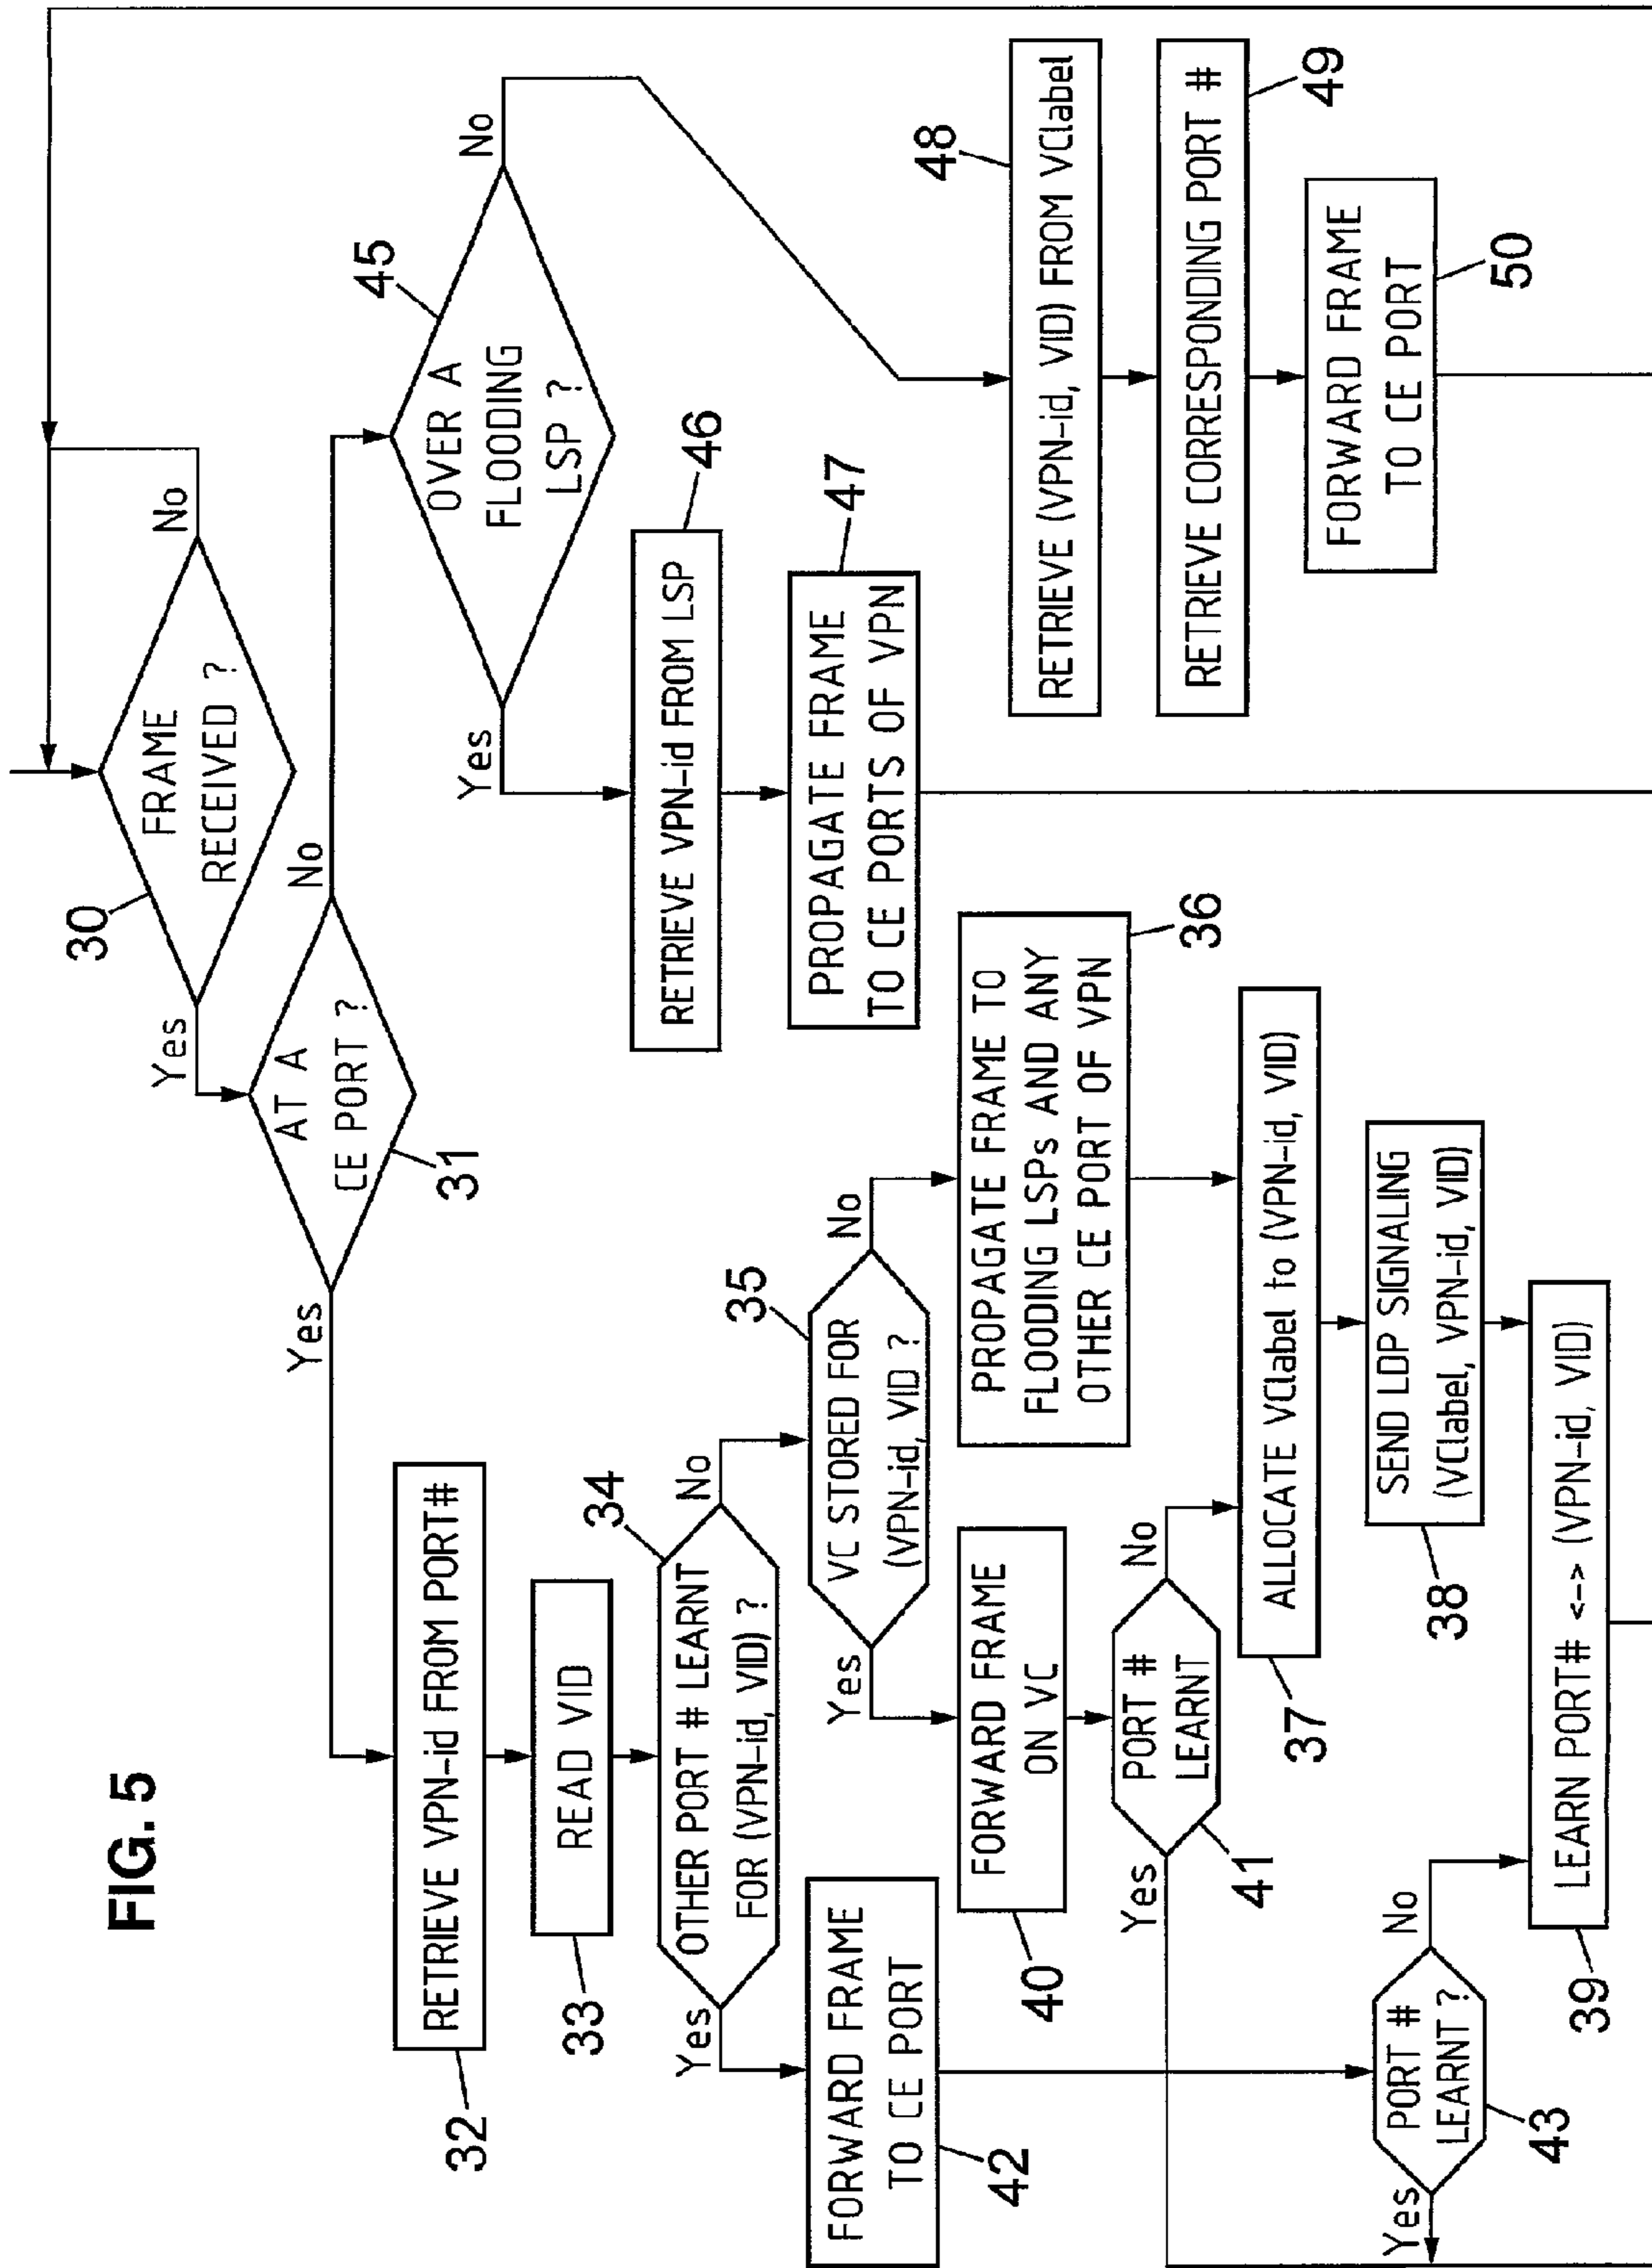 FIG. 5
30
FRAME
RECEIVED ?
No
Yes
31
AT A
CE PORT ?
No
Yes
45
OVER A
FLOODING
LSP ?
No
Yes
32
RETRIEVE VPN-id FROM PORT#
33
READ VID
34
OTHER PORT # LEARNT
FOR (VPN-id, VID) ?
No
Yes
35
VC STORED FOR
(VPN-id, VID ?
No
Yes
36
PROPAGATE FRAME TO
FLOODING LSPs AND ANY
OTHER CE PORT OF VPN
42
FORWARD FRAME
TO CE PORT
40
FORWARD FRAME
ON VC
41
PORT #
LEARNT
No
Yes
37
ALLOCATE VClabel to (VPN-id, VID)
38
SEND LDP SIGNALING
(VClabel, VPN-id, VID)
43
PORT #
LEARNT ?
No
Yes
39
LEARN PORT# <-> (VPN-id, VID)
46
RETRIEVE VPN-id FROM LSP
47
PROPAGATE FRAME
TO CE PORTS OF VPN
48
RETRIEVE (VPN-id, VID) FROM VClabel
49
RETRIEVE CORRESPONDING PORT #
50
FORWARD FRAME
TO CE PORT